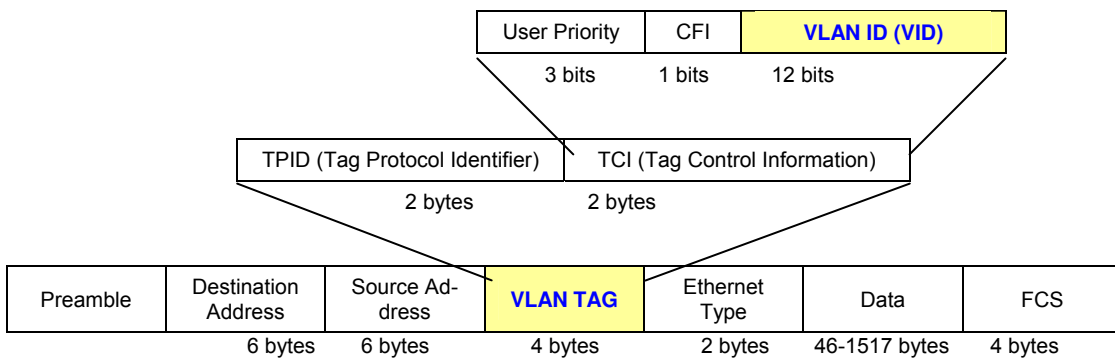 User Priority CFI VLAN ID (VID)
3 bits 1 bits 12 bits
TPID (Tag Protocol Identifier) TCI (Tag Control Information)
2 bytes 2 bytes
Preamble Destination Address Source Ad-dress VLAN TAG Ethernet Type Data FCS
6 bytes 6 bytes 4 bytes 2 bytes 46-1517 bytes 4 bytes